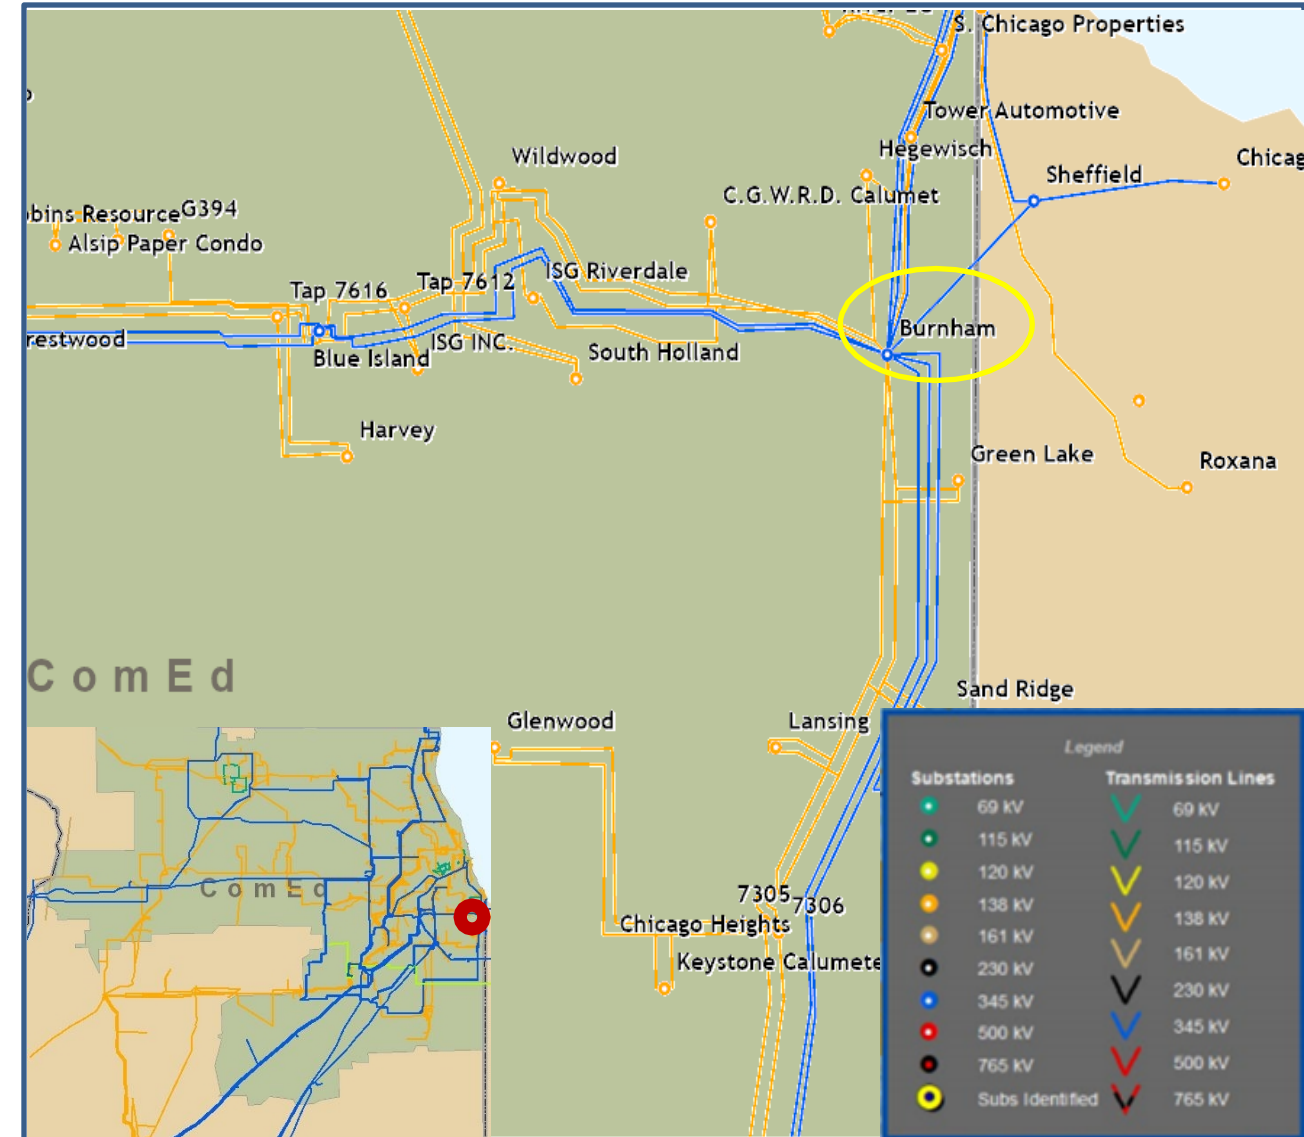 S. Chicago Properties
Tower Automotive
Hegewisch
Wildwood
Sheffield
Chicag
C.G.W.R.D. Calumet
bbins Resource
G394
Alsip Paper Condo
ISG Riverdale
Tap 7612
Tap 7616
Burnham
restwood
Blue Island
ISG INC.
South Holland
Harvey
Green Lake
Roxana
ComEd
Sand Ridge
Glenwood
Lansing
ComEd
7305
7306
Chicago Heights
Keystone Calumete
Legend
Substations Transmission Lines
69 kV 69 kV
115 kV 115 kV
120 kV 120 kV
138 kV 138 kV
161 kV 161 kV
230 kV 230 kV
345 kV 345 kV
500 kV 500 kV
765 kV 765 kV
Subs Identified